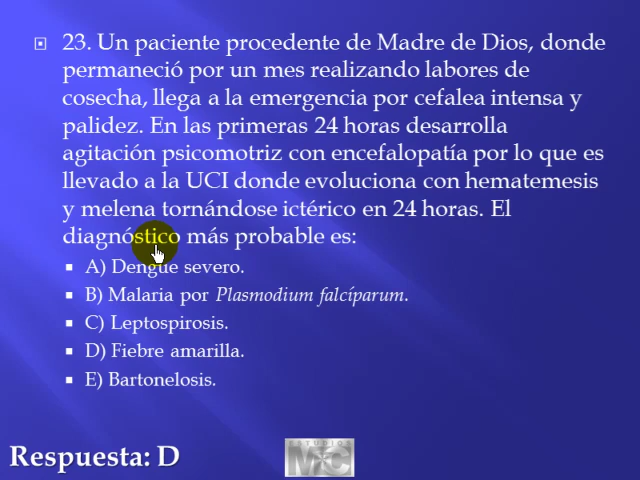 23. Un paciente procedente de Madre de Dios, donde
permaneció por un mes realizando labores de
cosecha, llega a la emergencia por cefalea intensa y
palidez. En las primeras 24 horas desarrolla
agitación psicomotriz con encefalopatía por lo que es
llevado a la UCI donde evoluciona con hematemesis
y melena tornándose ictérico en 24 horas. El
diagnóstico más probable es:
A) Dengue severo.
B) Malaria por Plasmodium falcíparum.
C) Leptospirosis.
D) Fiebre amarilla.
E) Bartonelosis.
Respuesta: D
ESTUDIOS
M C